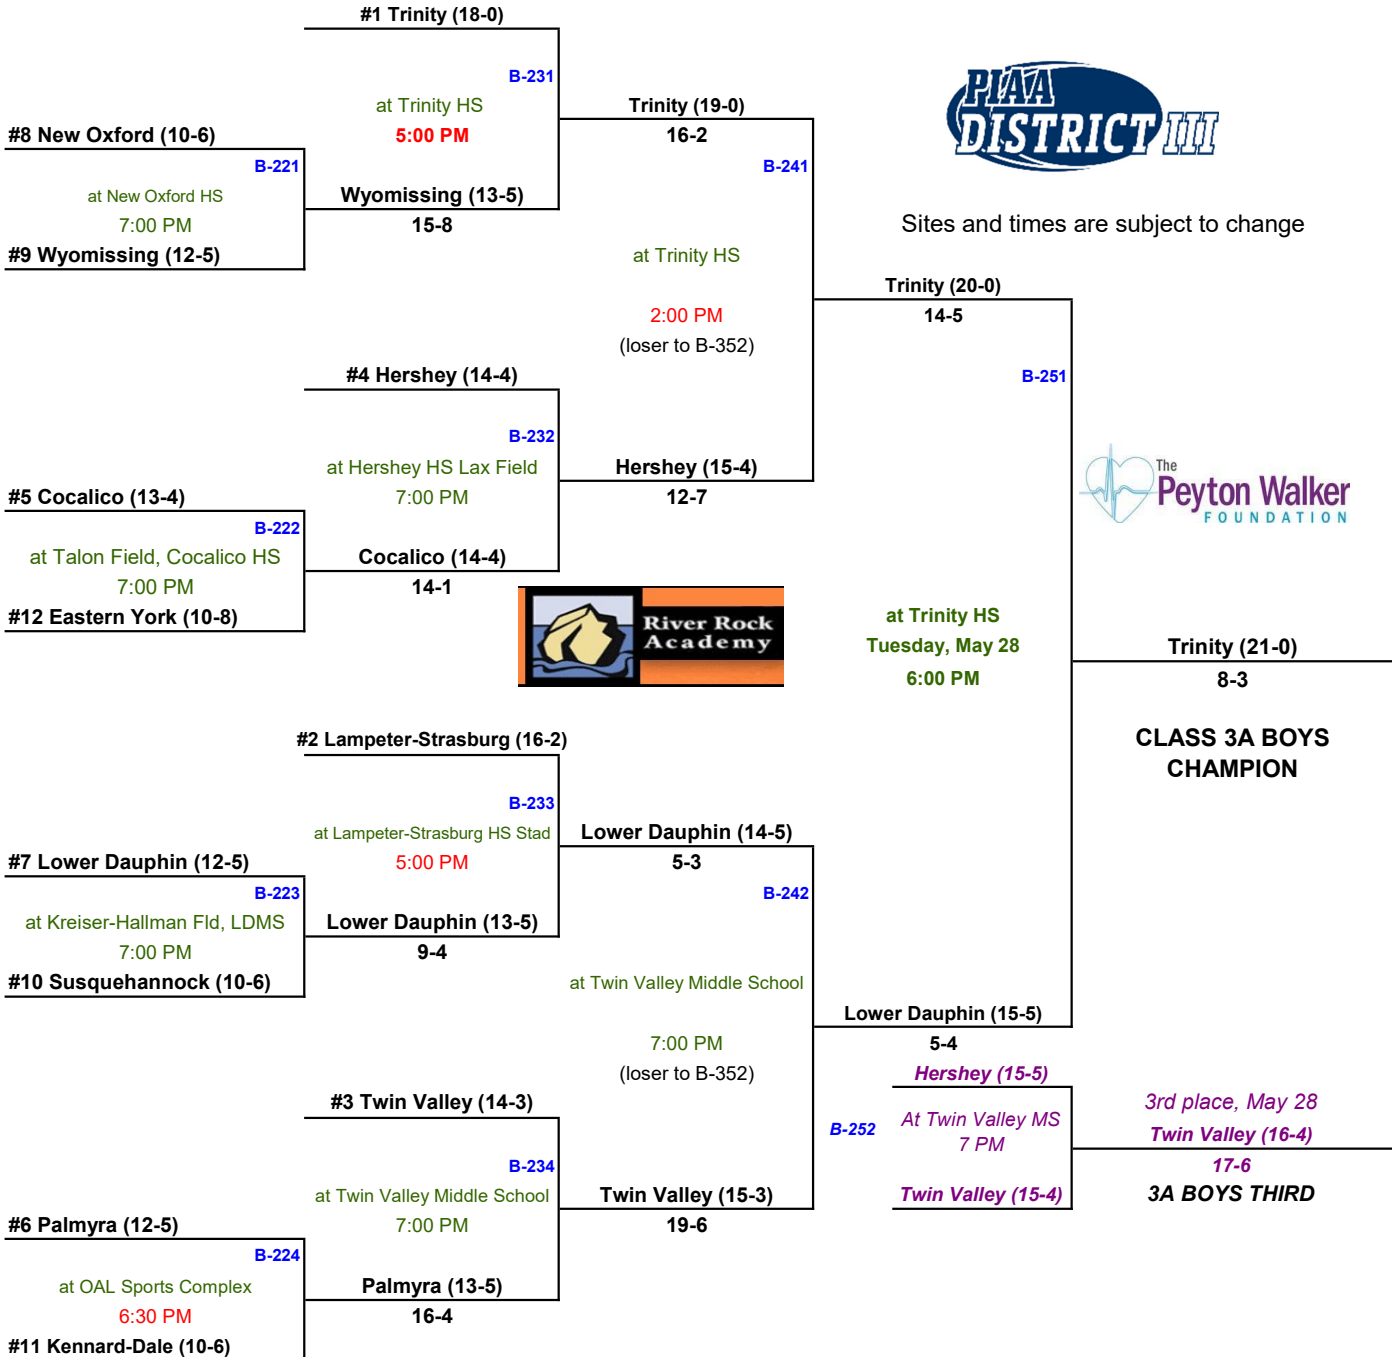 #1 Trinity (18-0)
B-231
at Trinity HS
5:00 PM
Trinity (19-0)
16-2
PIAA
DISTRICT III
#8 New Oxford (10-6)
B-221
at New Oxford HS
7:00 PM
#9 Wyomissing (12-5)
Wyomissing (13-5)
15-8
B-241
at Trinity HS
2:00 PM
(loser to B-352)
Sites and times are subject to change
Trinity (20-0)
14-5
B-251
#4 Hershey (14-4)
B-232
at Hershey HS Lax Field
7:00 PM
Hershey (15-4)
12-7
The
Peyton Walker
FOUNDATION
#5 Cocalico (13-4)
B-222
at Talon Field, Cocalico HS
7:00 PM
#12 Eastern York (10-8)
Cocalico (14-4)
14-1
River Rock
Academy
at Trinity HS
Tuesday, May 28
6:00 PM
Trinity (21-0)
8-3
CLASS 3A BOYS
CHAMPION
#2 Lampeter-Strasburg (16-2)
B-233
at Lampeter-Strasburg HS Stad
5:00 PM
Lower Dauphin (14-5)
5-3
#7 Lower Dauphin (12-5)
B-223
at Kreiser-Hallman Fld, LDMS
7:00 PM
#10 Susquehannock (10-6)
Lower Dauphin (13-5)
9-4
B-242
at Twin Valley Middle School
7:00 PM
(loser to B-352)
Lower Dauphin (15-5)
5-4
Hershey (15-5)
B-252
At Twin Valley MS
7 PM
Twin Valley (15-4)
3rd place, May 28
Twin Valley (16-4)
17-6
3A BOYS THIRD
#3 Twin Valley (14-3)
B-234
at Twin Valley Middle School
7:00 PM
Twin Valley (15-3)
19-6
#6 Palmyra (12-5)
B-224
at OAL Sports Complex
6:30 PM
#11 Kennard-Dale (10-6)
Palmyra (13-5)
16-4